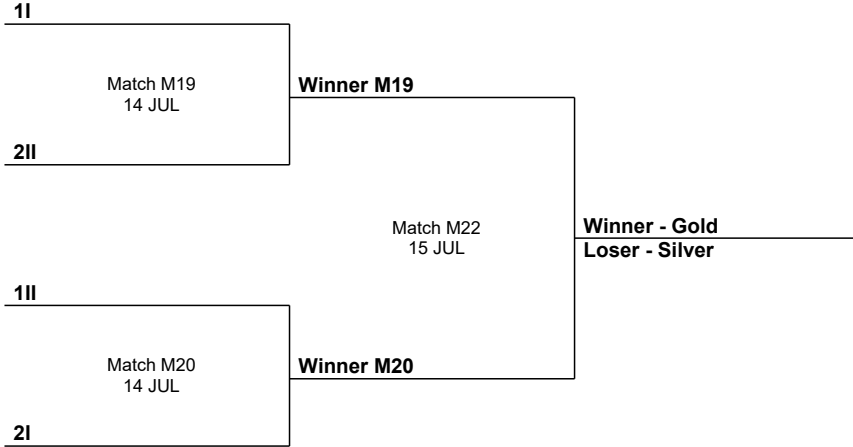 1I
Match M19
14 JUL
Winner M19
2II
Match M22
15 JUL
Winner - Gold
Loser - Silver
1II
Match M20
14 JUL
Winner M20
2I